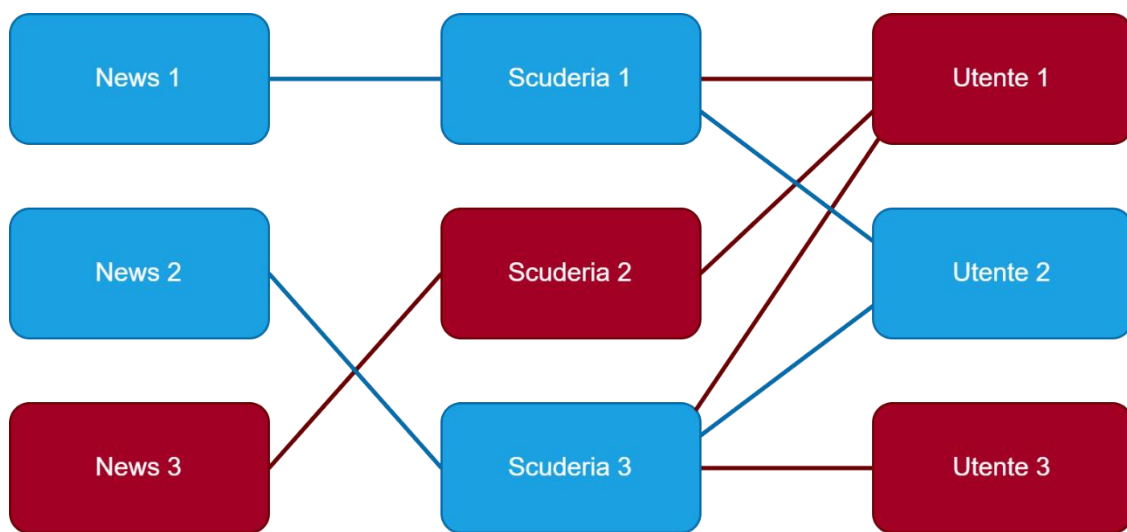 News 1
Scuderia 1
Utente 1
News 2
Scuderia 2
Utente 2
News 3
Scuderia 3
Utente 3